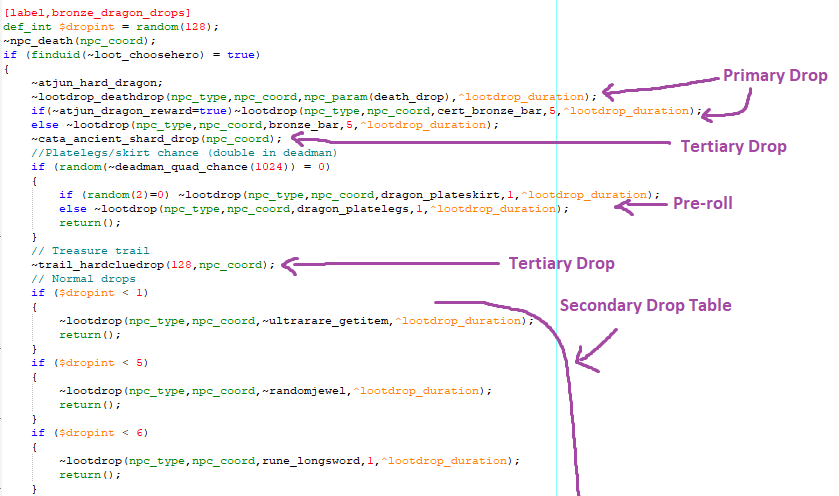 [label,bronze_dragon_drops]
def_int $dropint = random(128);
~npc_death(npc_coord);
if (finduid(~loot_choosehero) = true)
{
~atjun_hard_dragon;
~lootdrop_deathdrop(npc_type,npc_coord,npc_param(death_drop),^lootdrop_duration);
Primary Drop
if(~atjun_dragon_reward=true)~lootdrop(npc_type,npc_coord,cert_bronze_bar,5,^lootdrop_duration);
else ~lootdrop(npc_type,npc_coord,bronze_bar,5,^lootdrop_duration);
~cata_ancient_shard_drop(npc_coord);
Tertiary Drop
//Platelegs/skirt chance (double in deadman)
if (random(~deadman_quad_chance(1024)) = 0)
{
if (random(2)=0) ~lootdrop(npc_type,npc_coord,dragon_plateskirt,1,^lootdrop_duration);
else ~lootdrop(npc_type,npc_coord,dragon_platelegs,1,^lootdrop_duration);
Pre-roll
return();
}
// Treasure trail
~trail_hardcluedrop(128,npc_coord);
Tertiary Drop
// Normal drops
if ($dropint < 1)
Secondary Drop Table
{
~lootdrop(npc_type,npc_coord,~ultrarare_getitem,^lootdrop_duration);
return();
}
if ($dropint < 5)
{
~lootdrop(npc_type,npc_coord,~randomjewel,^lootdrop_duration);
return();
}
if ($dropint < 6)
{
~lootdrop(npc_type,npc_coord,rune_longsword,1,^lootdrop_duration);
return();
}